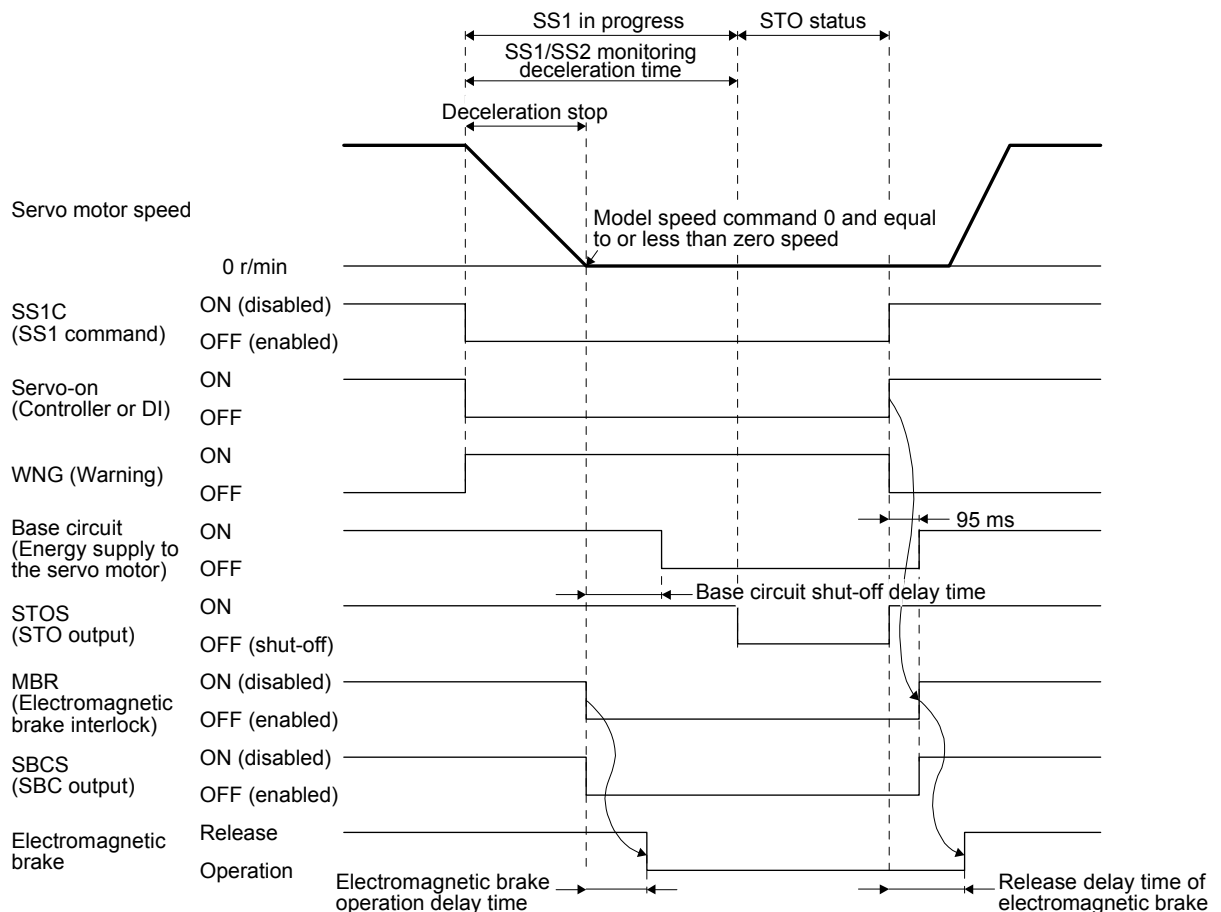 SS1 in progress
STO status
SS1/SS2 monitoring
deceleration time
Deceleration stop
Servo motor speed
Model speed command 0 and equal
to or less than zero speed
0 r/min
SS1C
(SS1 command)
ON (disabled)
OFF (enabled)
Servo-on
(Controller or DI)
ON
OFF
WNG (Warning)
ON
OFF
Base circuit
(Energy supply to
the servo motor)
ON
OFF
95 ms
Base circuit shut-off delay time
STOS
(STO output)
ON
OFF (shut-off)
MBR
(Electromagnetic
brake interlock)
ON (disabled)
OFF (enabled)
SBCS
(SBC output)
ON (disabled)
OFF (enabled)
Electromagnetic
brake
Release
Operation
Electromagnetic brake
operation delay time
Release delay time of
electromagnetic brake